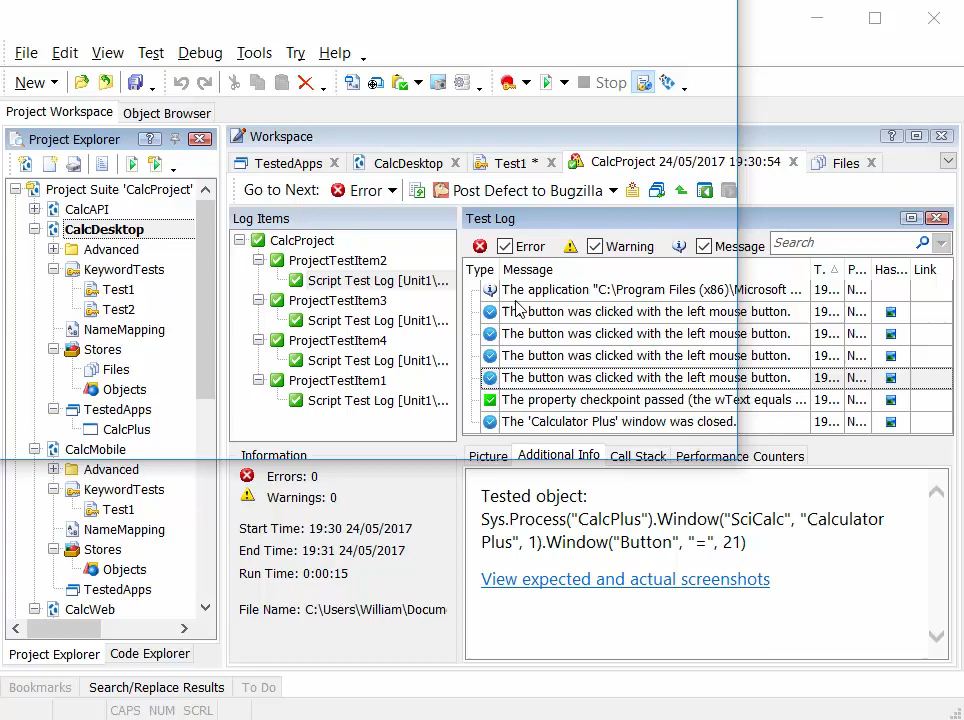 File Edit View Test Debug Tools Try Help
New Stop
Project Workspace Object Browser
Project Explorer
Project Suite 'CalcProject'
CalcAPI
CalcDesktop
Advanced
KeywordTests
Test1
Test2
NameMapping
Stores
Files
Objects
TestedApps
CalcPlus
CalcMobile
Advanced
KeywordTests
Test1
NameMapping
Stores
Objects
TestedApps
CalcWeb
Project Explorer Code Explorer
Workspace
TestedApps CalcDesktop Test1 * CalcProject 24/05/2017 19:30:54 Files
Go to Next: Error Post Defect to Bugzilla
Log Items
CalcProject
ProjectTestItem2
Script Test Log [Unit1\...
ProjectTestItem3
Script Test Log [Unit1\...
ProjectTestItem4
Script Test Log [Unit1\...
ProjectTestItem1
Script Test Log [Unit1\...
Information
Errors: 0
Warnings: 0
Start Time: 19:30 24/05/2017
End Time: 19:31 24/05/2017
Run Time: 0:00:15
File Name: C:\Users\William\Docum
Test Log
Error Warning Message Search
Type Message T... P... Has... Link
The application "C:\Program Files (x86)\Microsoft ... 19... N...
The button was clicked with the left mouse button. 19... N...
The button was clicked with the left mouse button. 19... N...
The button was clicked with the left mouse button. 19... N...
The button was clicked with the left mouse button. 19... N...
The property checkpoint passed (the wText equals ... 19... N...
The 'Calculator Plus' window was closed. 19... N...
Picture Additional Info Call Stack Performance Counters
Tested object:
Sys.Process("CalcPlus").Window("SciCalc", "Calculator
Plus", 1).Window("Button", "=", 21)
View expected and actual screenshots
Bookmarks Search/Replace Results To Do
CAPS NUM SCRL